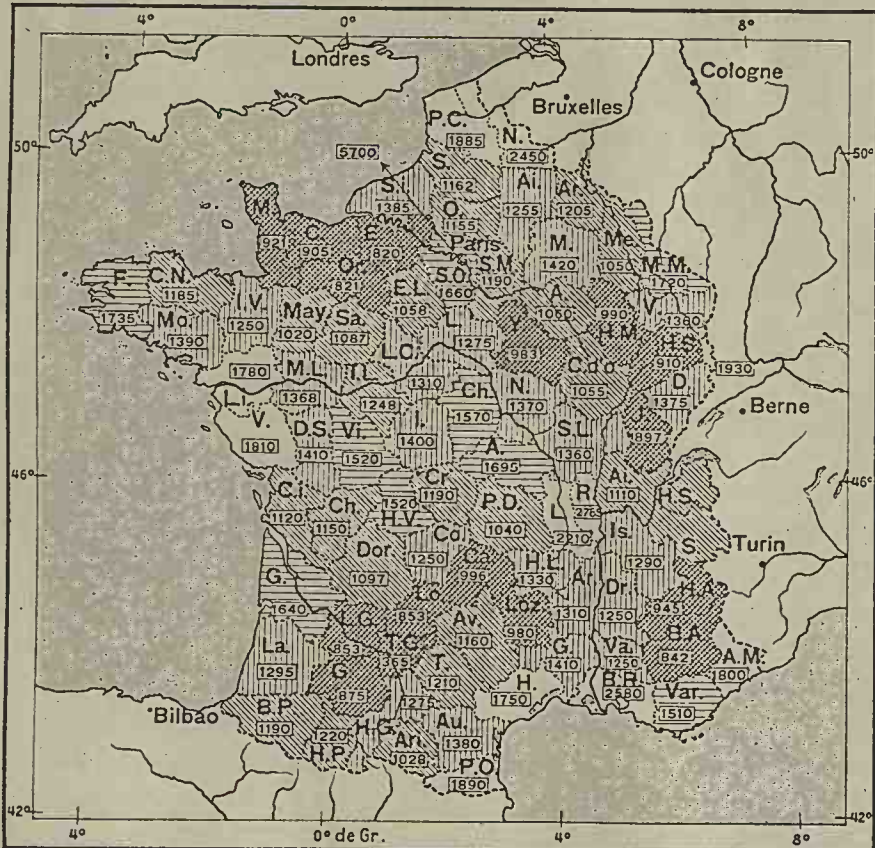 4° 0° 4° 8°
Londres
Cologne
Bruxelles
P.C.
1885
N.
50° 2450 50°
5700
S.
1162
Ai.
1255
Ar.
1205
S.I.
1385
O.
1155
M.
921
C.
905
E.
820
Paris
M.
1420
Me.
1050
S.O.
1660
S.M
1190
M.M.
1720
Or.
821
F.
1735
C.N.
1185
I.V.
1250
May.
1020
Sa.
1087
E.L.
1058
A.
1060
990
H.M
V.
1380
Mo.
1390
L.
1275
Y.
983
H.S.
910
1930
1780
M.L
1368
I.L.
1248
L.C.
1310
Ch.
1570
N.
1370
C.d'o
1055
D.
1375
Berne
L.i.
V.
1810
D.S.
1410
Vi.
1520
I.
1400
A.
1695
S.L.
1360
J.
897
46° 46°
C.i.
1120
Ch.
1150
1520
H.V.
Cr
1190
P.D.
1040
L.
2210
R.
2765
Ai.
1110
H.S.
S.
Turin
Dor.
1097
Co.
1250
Ca
996
H.L.
1330
Is.
1290
G.
1640
Lo.
853
Loz.
980
Ar.
1310
Dr.
1250
H.A.
945
L.G.
853
T.G.
1365
Av.
1160
G.
1410
Va.
1250
B.A.
842
A.M.
1800
La.
1295
G.
875
T.
1210
H.
1750
B.R.
2580
Var.
1510
Bilbao
B.P.
1190
1220
H.P.
H.G.
1275
Ari.
1028
Au.
1380
P.O.
1890
42° 42°
4° 0° de Gr. 4° 8°